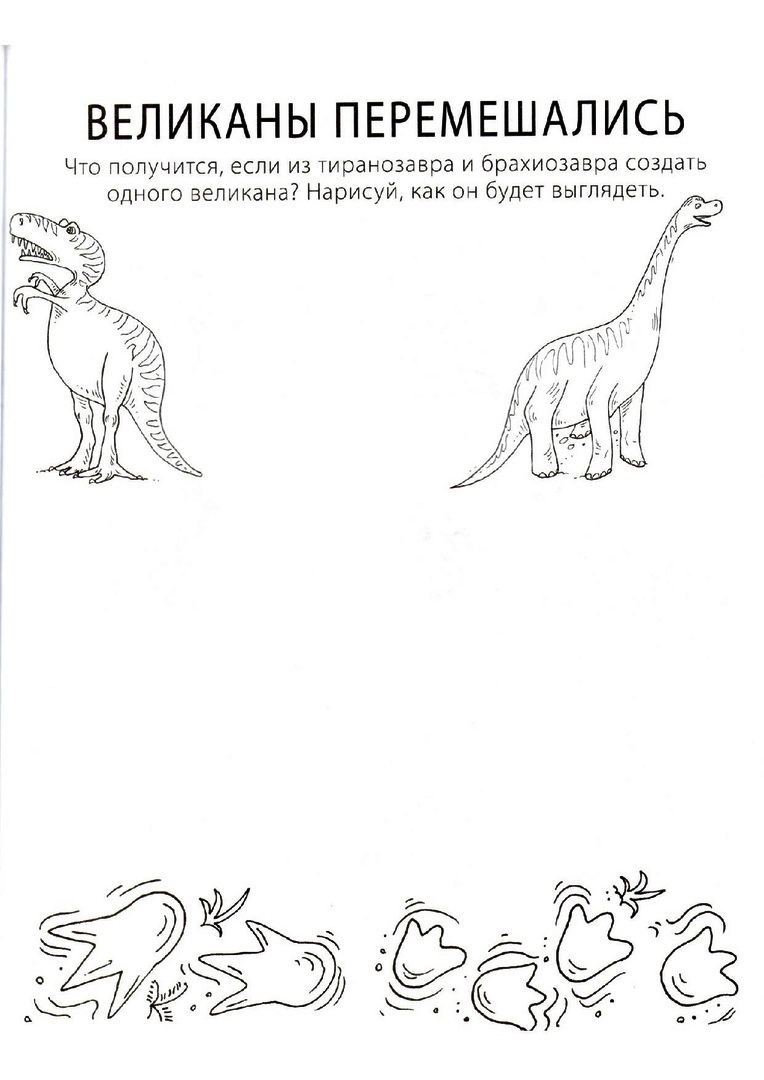 ВЕЛИКАНЫ ПЕРЕМЕШАЛИСЬ
Что получится, если из тиранозавра и брахиозавра создать
одного великана? Нарисуй, как он будет выглядеть.